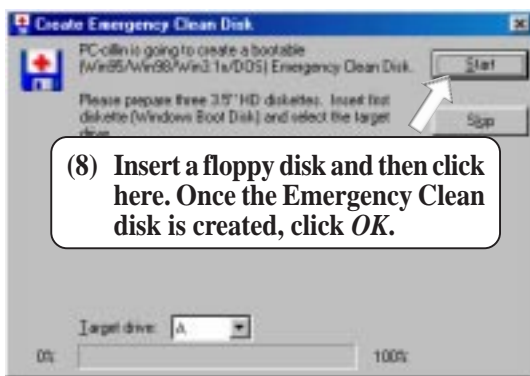 Create Emergency Clean Disk
PC-cillin is going to create a bootable
(Win95/Win98/Win3.1x/DOS) Emergency Clean Disk.
Start
Please prepare three 3.5" HD diskettes. Insert first
diskette (Windows Boot Disk) and select the target
drive
(8) Insert a floppy disk and then click
here. Once the Emergency Clean
disk is created, click OK.
Target drive: A
0% 100%